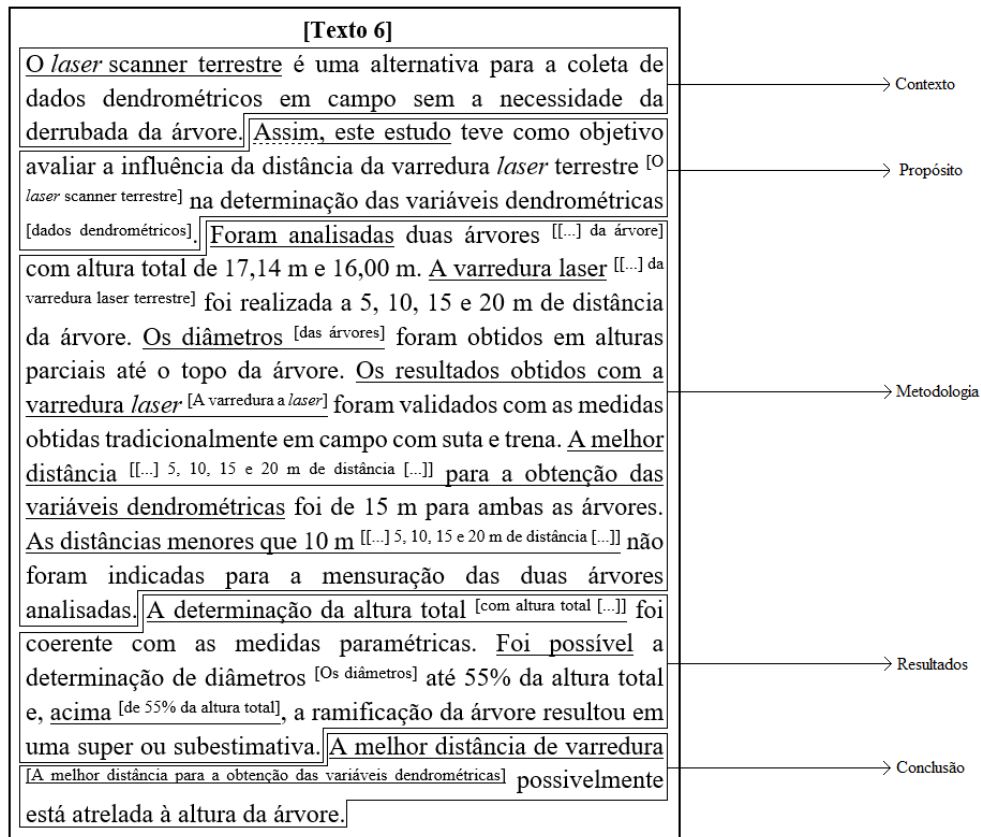 [Texto 6]
O laser scanner terrestre é uma alternativa para a coleta de
dados dendrométricos em campo sem a necessidade da
derrubada da árvore. Assim, este estudo teve como objetivo
avaliar a influência da distância da varredura laser terrestre [O
laser scanner terrestre] na determinação das variáveis dendrométricas
[dados dendrométricos]. Foram analisadas duas árvores [[...] da árvore]
com altura total de 17,14 m e 16,00 m. A varredura laser [[...] da
varredura laser terrestre] foi realizada a 5, 10, 15 e 20 m de distância
da árvore. Os diâmetros [das árvores] foram obtidos em alturas
parciais até o topo da árvore. Os resultados obtidos com a
varredura laser [A varredura a laser] foram validados com as medidas
obtidas tradicionalmente em campo com suta e trena. A melhor
distância [[...] 5, 10, 15 e 20 m de distância [...]] para a obtenção das
variáveis dendrométricas foi de 15 m para ambas as árvores.
As distâncias menores que 10 m [[...] 5, 10, 15 e 20 m de distância [...]] não
foram indicadas para a mensuração das duas árvores
analisadas. A determinação da altura total [com altura total [...]] foi
coerente com as medidas paramétricas. Foi possível a
determinação de diâmetros [Os diâmetros] até 55% da altura total
e, acima [de 55% da altura total], a ramificação da árvore resultou em
uma super ou subestimativa. A melhor distância de varredura
[A melhor distância para a obtenção das variáveis dendrométricas] possivelmente
está atrelada à altura da árvore.
Contexto
Propósito
Metodologia
Resultados
Conclusão